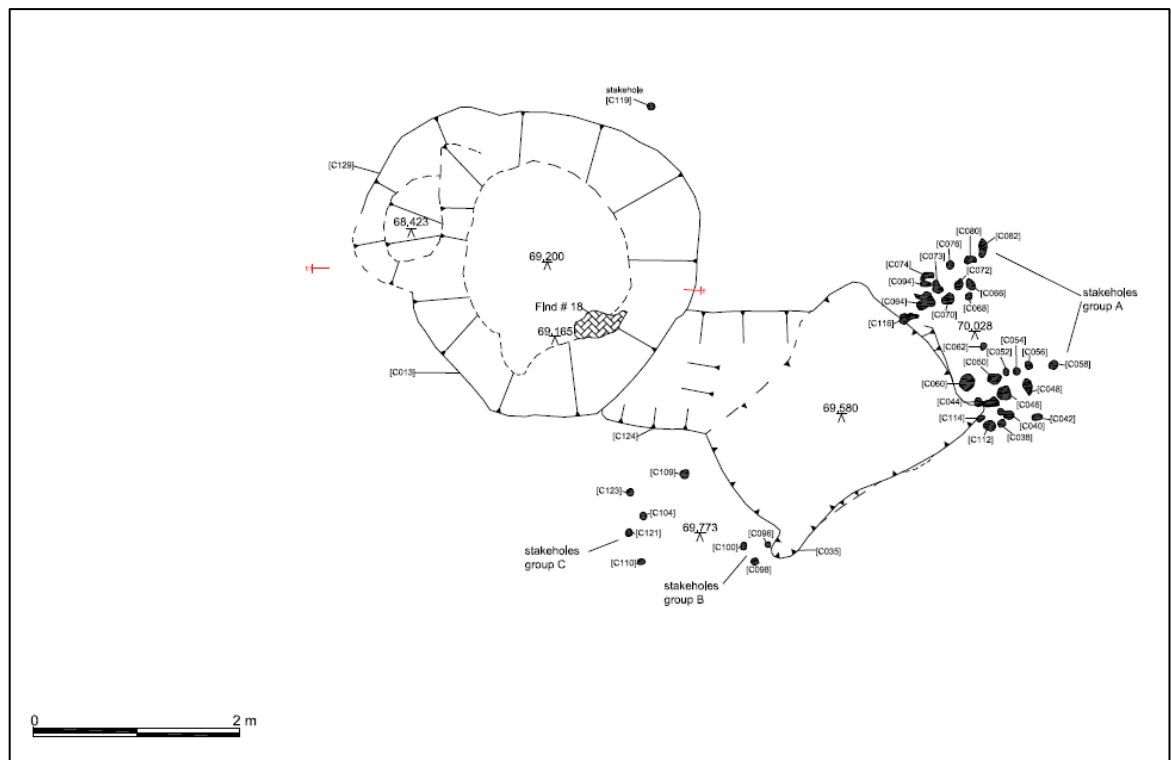 stakehole
[C119]
[C129]
68,423
69,200
Find # 18
69,165
[C013]
[C124]
[C080]
[C082]
[C076]
[C073]
[C074]
[C072]
[C094]
[C066]
[C084]
[C068]
[C070]
stakeholes
group A
[C116]
70,028
[C062]
[C054]
[C052]
[C056]
[C058]
[C060]
[C048]
[C044]
[C114]
[C040]
[C042]
[C112]
[C038]
69,580
[C109]
[C123]
[C104]
[C121]
69,773
[C096]
[C100]
[C098]
[C035]
stakeholes
group C
[C110]
stakeholes
group B
0 2 m